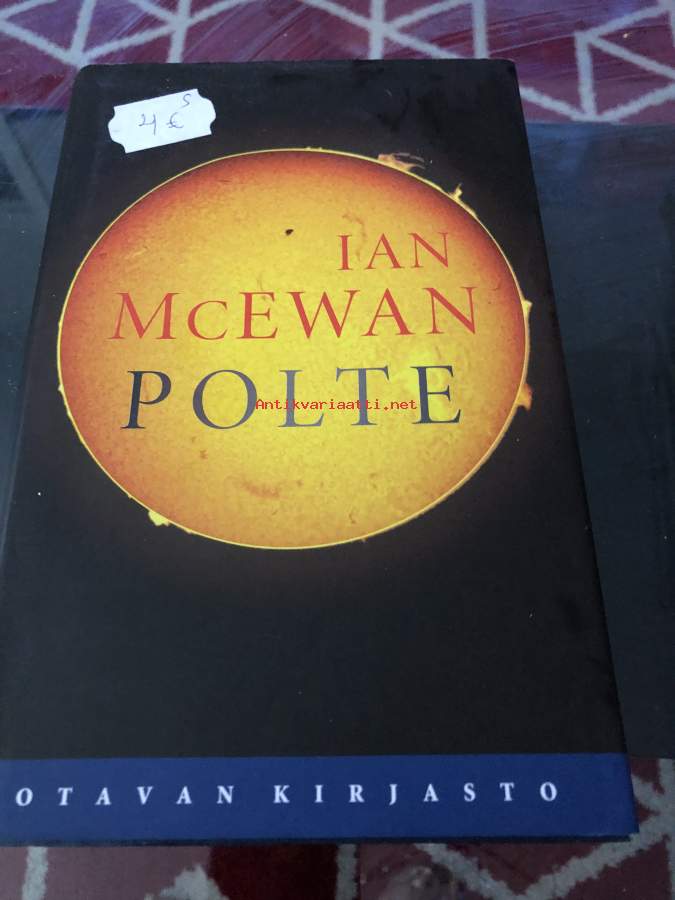 S
4 €
IAN
McEWAN
POLTE
Antikvariaatti.net
OTAVAN KIRJASTO